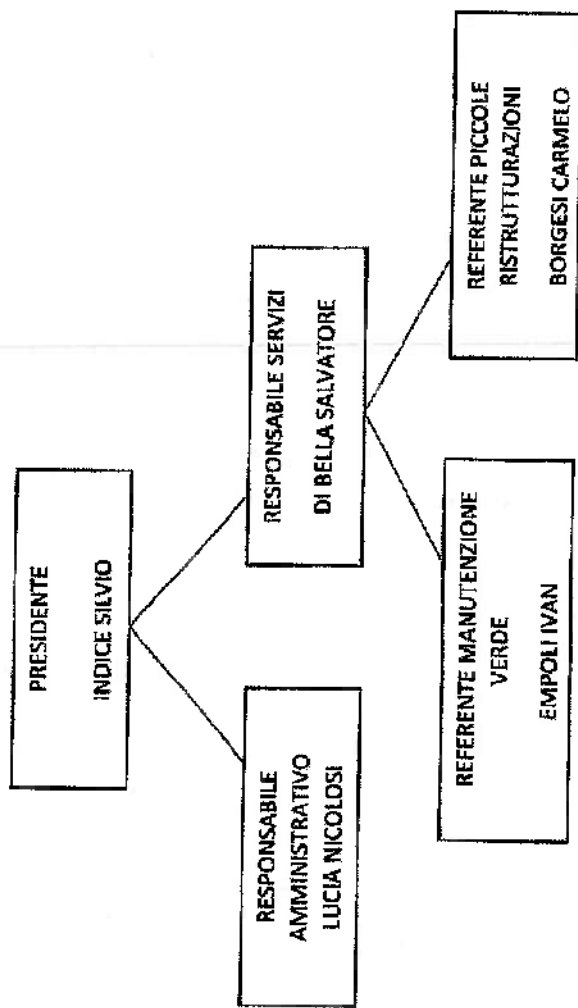 PRESIDENTE
INDICE SILVIO
RESPONSABILE
AMMINISTRATIVO
LUCIA NICOLOSI
RESPONSABILE SERVIZI
DI BELLA SALVATORE
REFERENTE MANUTENZIONE
VERDE
EMPOLI IVAN
REFERENTE PICCOLE
RISTRUTTURAZIONI
BORGESI CARMELO